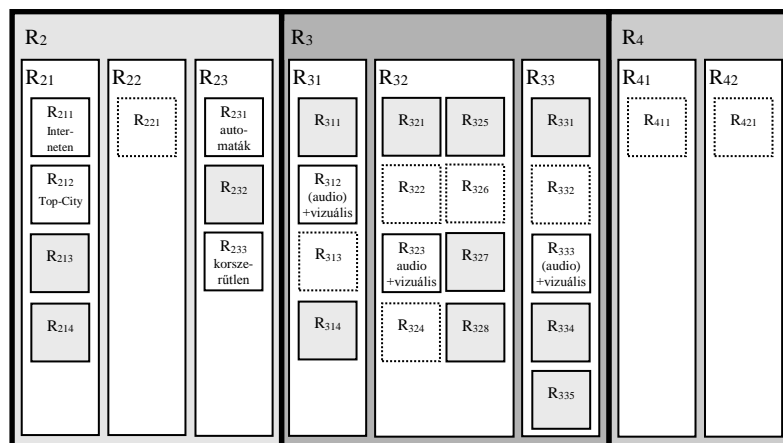 R2
R3
R4
R21
R22
R23
R31
R32
R33
R41
R42
R211
Inter-
neten
R212
Top-City
R213
R214
R221
R231
auto-
maták
R232
R233
korsze-
rűtlen
R311
R312
(audio)
+vizuális
R313
R314
R321
R325
R322
R326
R323
audio
+vizuális
R327
R324
R328
R331
R332
R333
(audio)
+vizuális
R334
R335
R411
R421